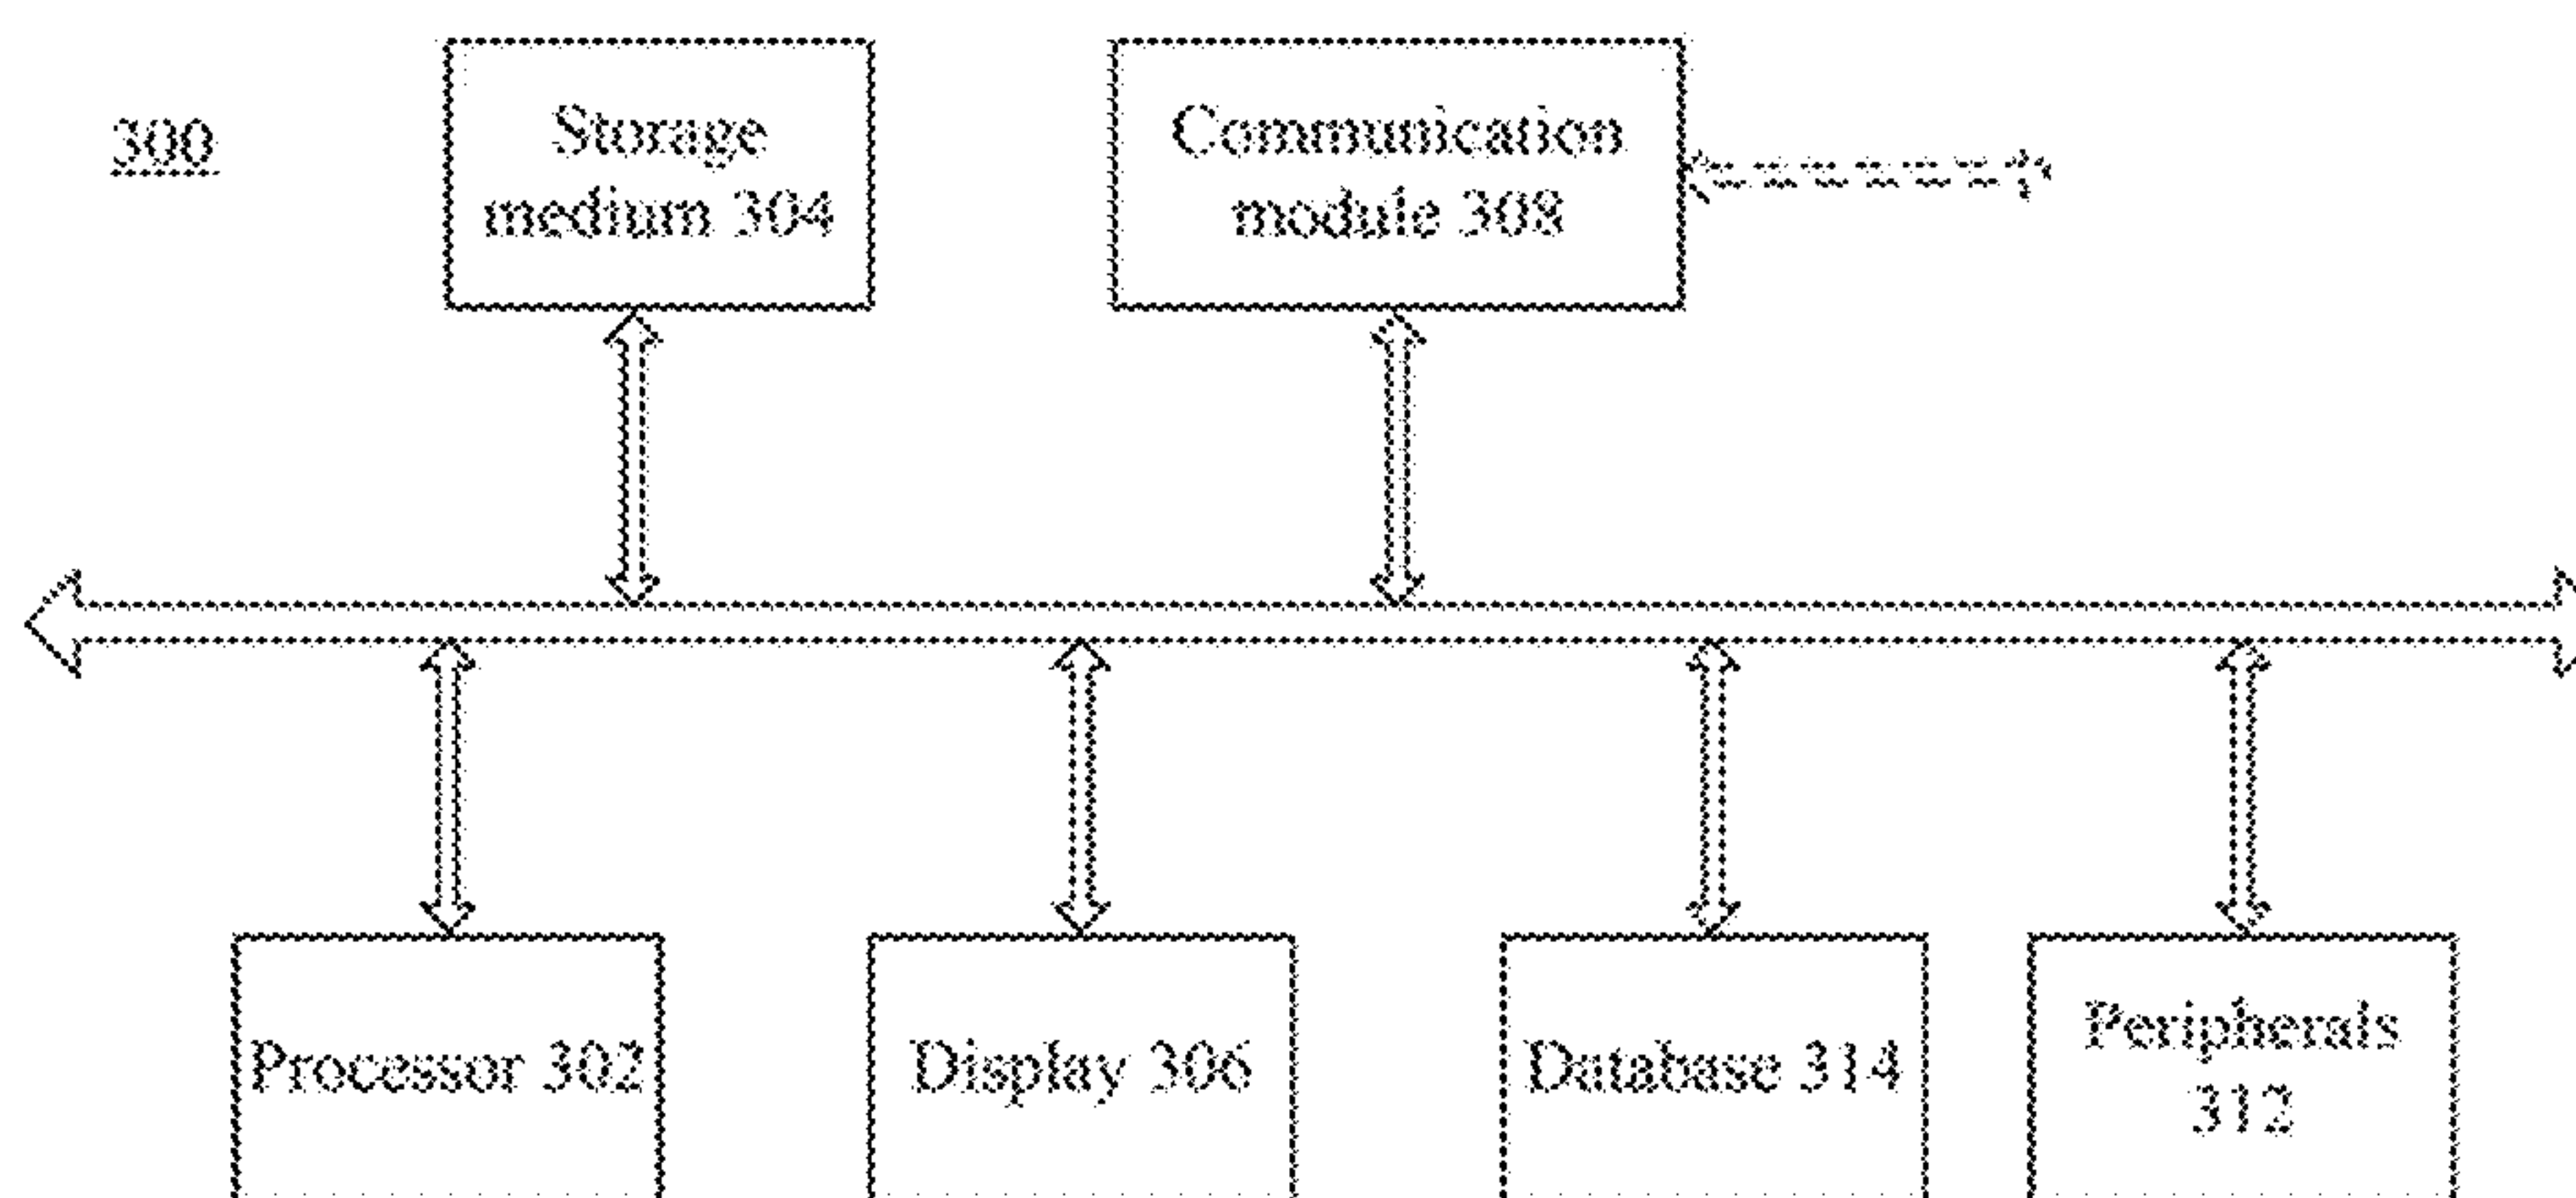 300
Storage
medium 304
Communication
module 308
Processor 302
Display 306
Database 314
Peripherals
312